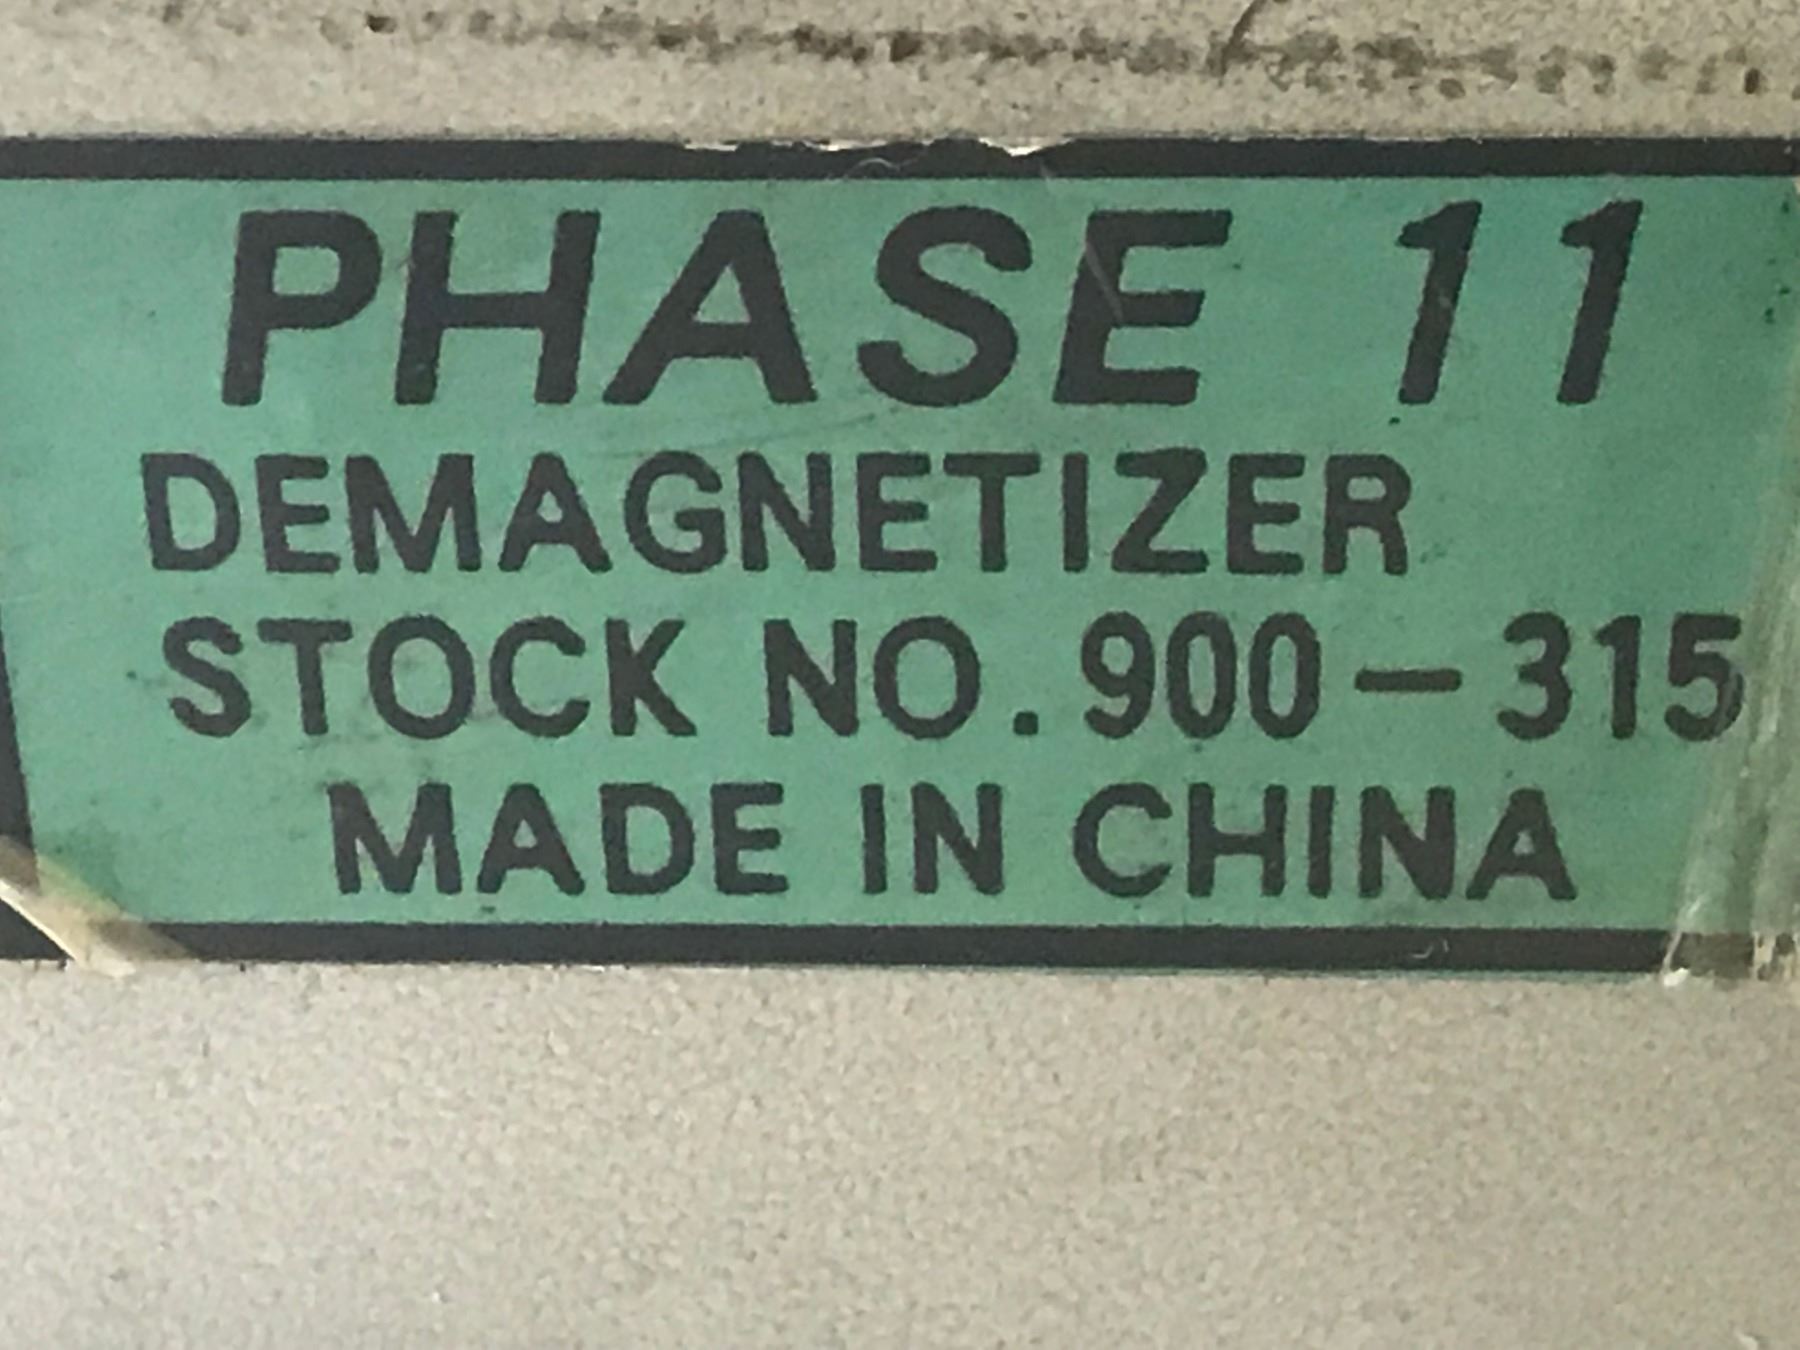 PHASE 11
DEMAGNETIZER
STOCK NO. 900-315
MADE IN CHINA